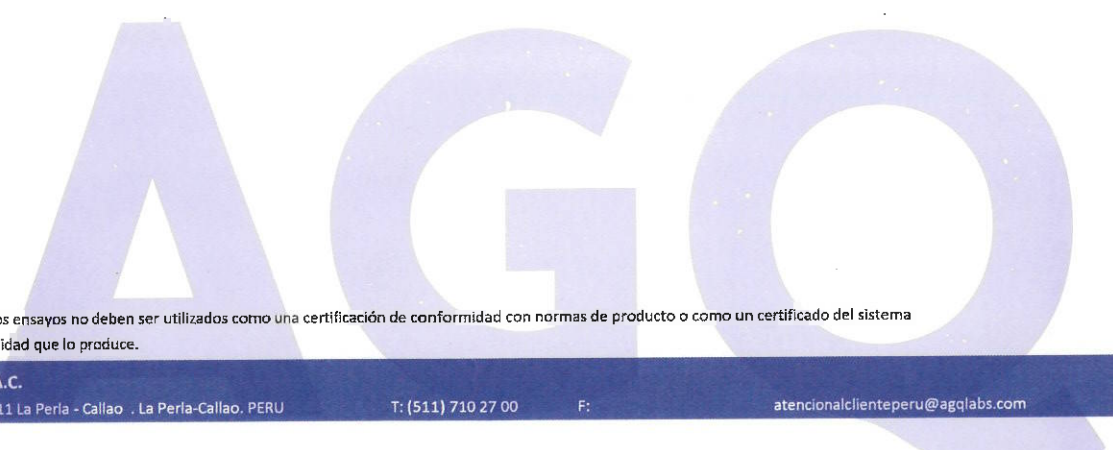 AGQ
os ensayos no deben ser utilizados como una certificación de conformidad con normas de producto o como un certificado del sistema
idad que lo produce.
A.C.
11 La Perla - Callao . La Perla-Callao. PERU T: (511) 710 27 00 F: atencionalclienteperu@agqlabs.com